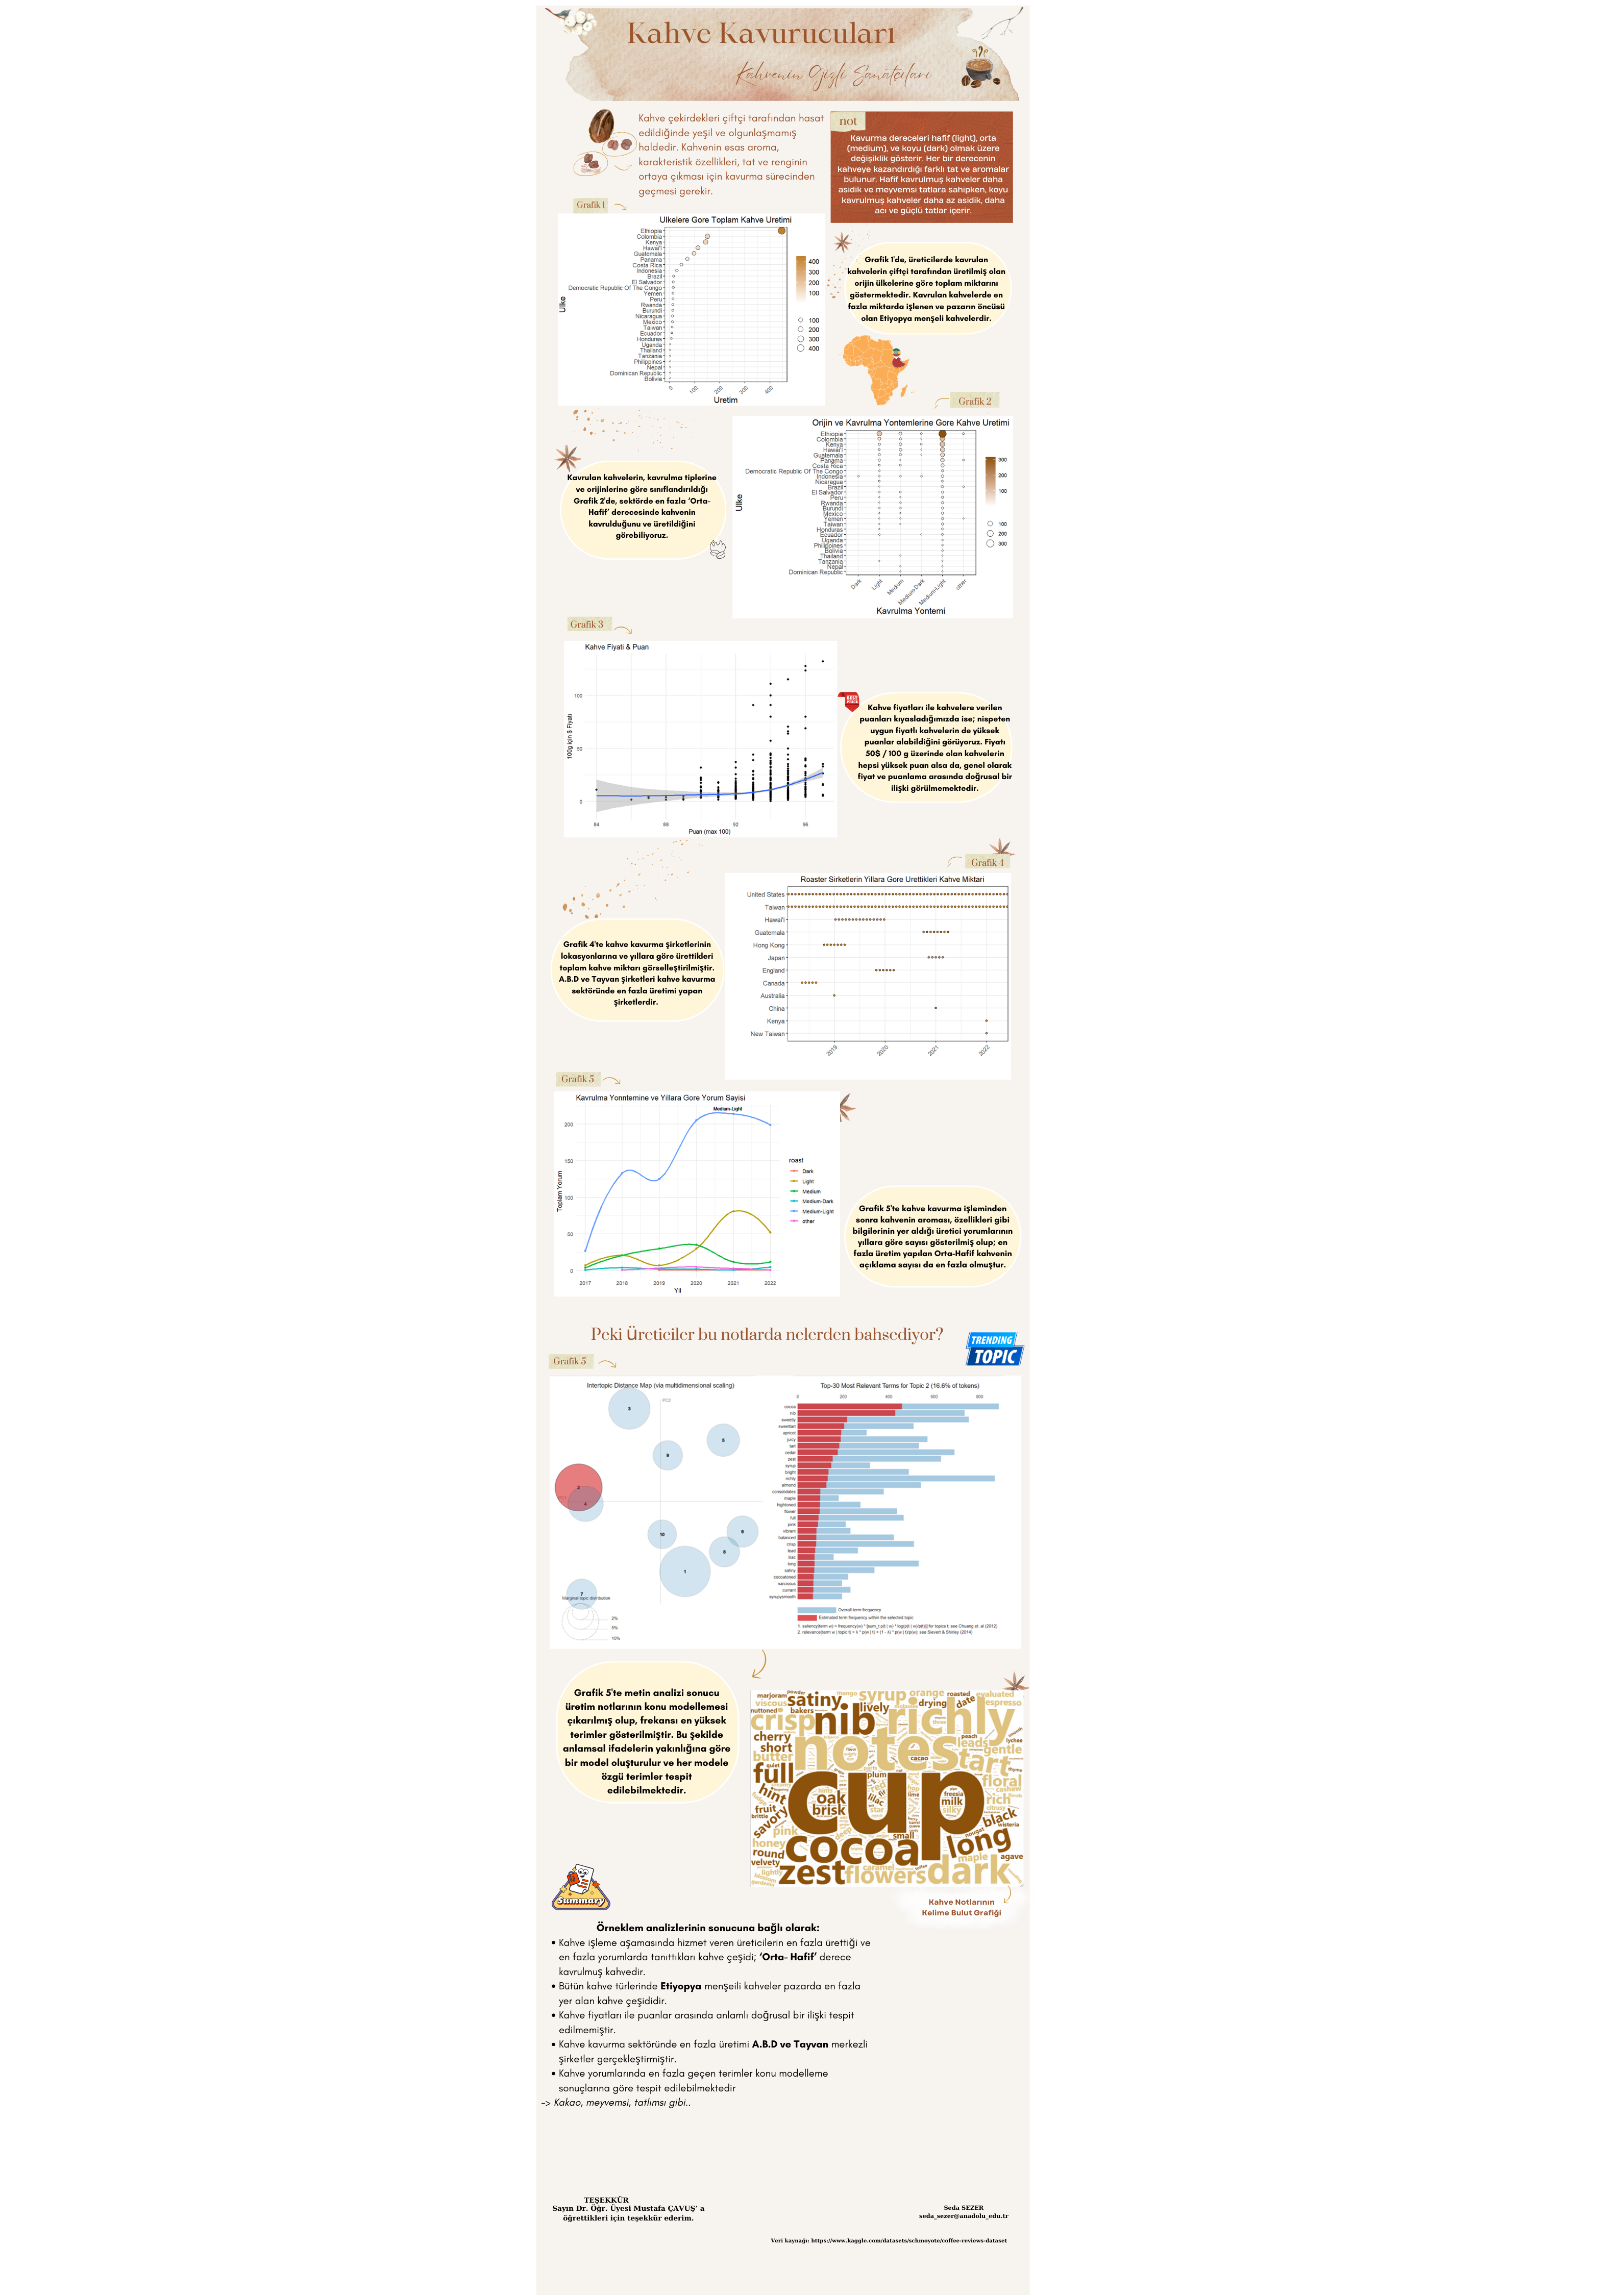 Kahve Kavurucuları
Kahvenin Gizli Sanatçıları
Kahve çekirdekleri çiftçi tarafından hasat
edildiğinde yeşil ve olgunlaşmamış
haldedir. Kahvenin esas aroma,
karakteristik özellikleri, tat ve renginin
ortaya çıkması için kavurma sürecinden
geçmesi gerekir.
not
Kavurma dereceleri hafif (light), orta
(medium), ve koyu (dark) olmak üzere
değişiklik gösterir. Her bir derecenin
kahveye kazandırdığı farklı tat ve aromalar
bulunur. Hafif kavrulmuş kahveler daha
asidik ve meyvemsi tatlara sahipken, koyu
kavrulmuş kahveler daha az asidik, daha
acı ve güçlü tatlar içerir.
Grafik 1
Ulkelere Gore Toplam Kahve Uretimi
Ulke
Ethiopia
Colombia
Kenya
Hawai'i
Guatemala
Panama
Costa Rica
Indonesia
Brazil
El Salvador
Democratic Republic Of The Congo
Yemen
Peru
Rwanda
Burundi
Nicaragua
Mexico
Taiwan
Ecuador
Honduras
Uganda
Thailand
Tanzania
Philippines
Nepal
Dominican Republic
Bolivia
0 100 200 300 400
Uretim
400
300
200
100
100
200
300
400
Grafik 1'de, üreticilerde kavrulan
kahvelerin çiftçi tarafından üretilmiş olan
orijin ülkelerine göre toplam miktarını
göstermektedir. Kavrulan kahvelerde en
fazla miktarda işlenen ve pazarın öncüsü
olan Etiyopya menşeli kahvelerdir.
Grafik 2
Orijin ve Kavrulma Yontemlerine Gore Kahve Uretimi
Ulke
Ethiopia
Colombia
Kenya
Hawai'i
Guatemala
Panama
Costa Rica
Democratic Republic Of The Congo
Indonesia
Nicaragua
Brazil
El Salvador
Peru
Rwanda
Burundi
Mexico
Yemen
Taiwan
Honduras
Ecuador
Uganda
Philippines
Bolivia
Thailand
Tanzania
Nepal
Dominican Republic
Dark Light Medium Medium-Dark Medium-Light other
Kavrulma Yontemi
300
200
100
100
200
300
Kavrulan kahvelerin, kavrulma tiplerine
ve orijinlerine göre sınıflandırıldığı
Grafik 2'de, sektörde en fazla ‘Orta-
Hafif’ derecesinde kahvenin
kavrulduğunu ve üretildiğini
görebiliyoruz.
Grafik 3
Kahve Fiyati & Puan
100g için $ Fiyatı
100
50
0
84 88 92 96
Puan (max 100)
BEST
PRICE
Kahve fiyatları ile kahvelere verilen
puanları kıyasladığımızda ise; nispeten
uygun fiyatlı kahvelerin de yüksek
puanlar alabildiğini görüyoruz. Fiyatı
50$ / 100 g üzerinde olan kahvelerin
hepsi yüksek puan alsa da, genel olarak
fiyat ve puanlama arasında doğrusal bir
ilişki görülmemektedir.
Grafik 4
Roaster Sirketlerin Yillara Gore Urettikleri Kahve Miktari
United States
Taiwan
Hawai'i
Guatemala
Hong Kong
Japan
England
Canada
Australia
China
Kenya
New Taiwan
2019 2020 2021 2022
Grafik 4'te kahve kavurma şirketlerinin
lokasyonlarına ve yıllara göre ürettikleri
toplam kahve miktarı görselleştirilmiştir.
A.B.D ve Tayvan şirketleri kahve kavurma
sektöründe en fazla üretimi yapan
şirketlerdir.
Grafik 5
Kavrulma Yonntemine ve Yillara Gore Yorum Sayisi
Medium-Light
Toplam Yorum
200
150
100
50
0
2017 2018 2019 2020 2021 2022
Yil
roast
Dark
Light
Medium
Medium-Dark
Medium-Light
other
Grafik 5'te kahve kavurma işleminden
sonra kahvenin aroması, özellikleri gibi
bilgilerinin yer aldığı üretici yorumlarının
yıllara göre sayısı gösterilmiş olup; en
fazla üretim yapılan Orta-Hafif kahvenin
açıklama sayısı da en fazla olmuştur.
Peki Üreticiler bu notlarda nelerden bahsediyor?
TRENDING
TOPIC
Grafik 5
Intertopic Distance Map (via multidimensional scaling)
PC2
3
5
9
2
4
10
8
1
7
Marginal topic distribution
2%
5%
10%
Top-30 Most Relevant Terms for Topic 2 (16.6% of tokens)
0 200 400 600 800
cocoa
nib
sweetly
sweettart
apricot
juicy
tart
cedar
zest
syrup
bright
richly
almond
consolidates
maple
hightoned
flower
full
pink
vibrant
balanced
crisp
lead
lilac
long
satiny
cocoatoned
narcissus
currant
syrupysmooth
Overall term frequency
Estimated term frequency within the selected topic
1. saliency(term w) = frequency(w) * [sum_t p(t | w) * log(p(t | w)/p(t))] for topics t; see Chuang et. al (2012)
2. relevance(term w | topic t) = λ * p(w | t) + (1 - λ) * p(w | t)/p(w); see Sievert & Shirley (2014)
Grafik 5'te metin analizi sonucu
üretim notlarının konu modellemesi
çıkarılmış olup, frekansı en yüksek
terimler gösterilmiştir. Bu şekilde
anlamsal ifadelerin yakınlığına göre
bir model oluşturulur ve her modele
özgü terimler tespit
edilebilmektedir.
marjoram powder mango syrup orange roasted evaluated
viscous satiny lively drying date espresso
nuttoned bakers
crisp nib richly
cherry notes peach lychee
short leads gentle
butter cacao tart
quiet full plum thyme
cup floral
cashew
hint oak lilac lime freesia milk rich
fruit brisk star silky citrusy
brittle savory black
pink small nougat wisteria
honey deep cocoa long
round maple agave
velvety zest caramel
lightly flowers dark
Kahve Notlarının
Kelime Bulut Grafiği
Summary
Örneklem analizlerinin sonucuna bağlı olarak:
• Kahve işleme aşamasında hizmet veren üreticilerin en fazla ürettiği ve
en fazla yorumlarda tanıttıkları kahve çeşidi; ‘Orta- Hafif’ derece
kavrulmuş kahvedir.
• Bütün kahve türlerinde Etiyopya menşeili kahveler pazarda en fazla
yer alan kahve çeşididir.
• Kahve fiyatları ile puanlar arasında anlamlı doğrusal bir ilişki tespit
edilmemiştir.
• Kahve kavurma sektöründe en fazla üretimi A.B.D ve Tayvan merkezli
şirketler gerçekleştirmiştir.
• Kahve yorumlarında en fazla geçen terimler konu modelleme
sonuçlarına göre tespit edilebilmektedir
-> Kakao, meyvemsi, tatlımsı gibi..
TEŞEKKÜR
Sayın Dr. Öğr. Üyesi Mustafa ÇAVUŞ' a
öğrettikleri için teşekkür ederim.
Seda SEZER
seda_sezer@anadolu_edu.tr
Veri kaynağı: https://www.kaggle.com/datasets/schmoyote/coffee-reviews-dataset